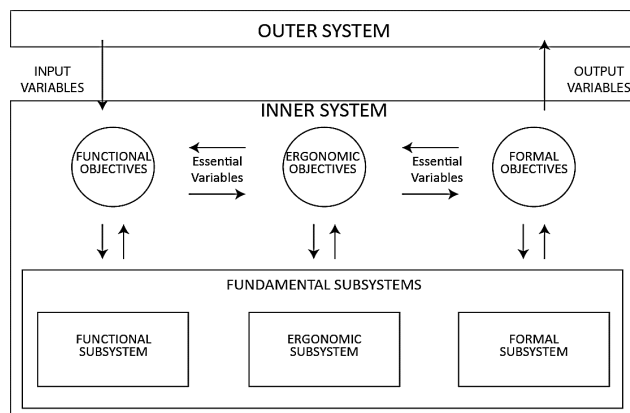 OUTER SYSTEM
INPUT
VARIABLES
OUTPUT
VARIABLES
INNER SYSTEM
FUNCTIONAL
OBJECTIVES
Essential
Variables
ERGONOMIC
OBJECTIVES
Essential
Variables
FORMAL
OBJECTIVES
FUNDAMENTAL SUBSYSTEMS
FUNCTIONAL
SUBSYSTEM
ERGONOMIC
SUBSYSTEM
FORMAL
SUBSYSTEM